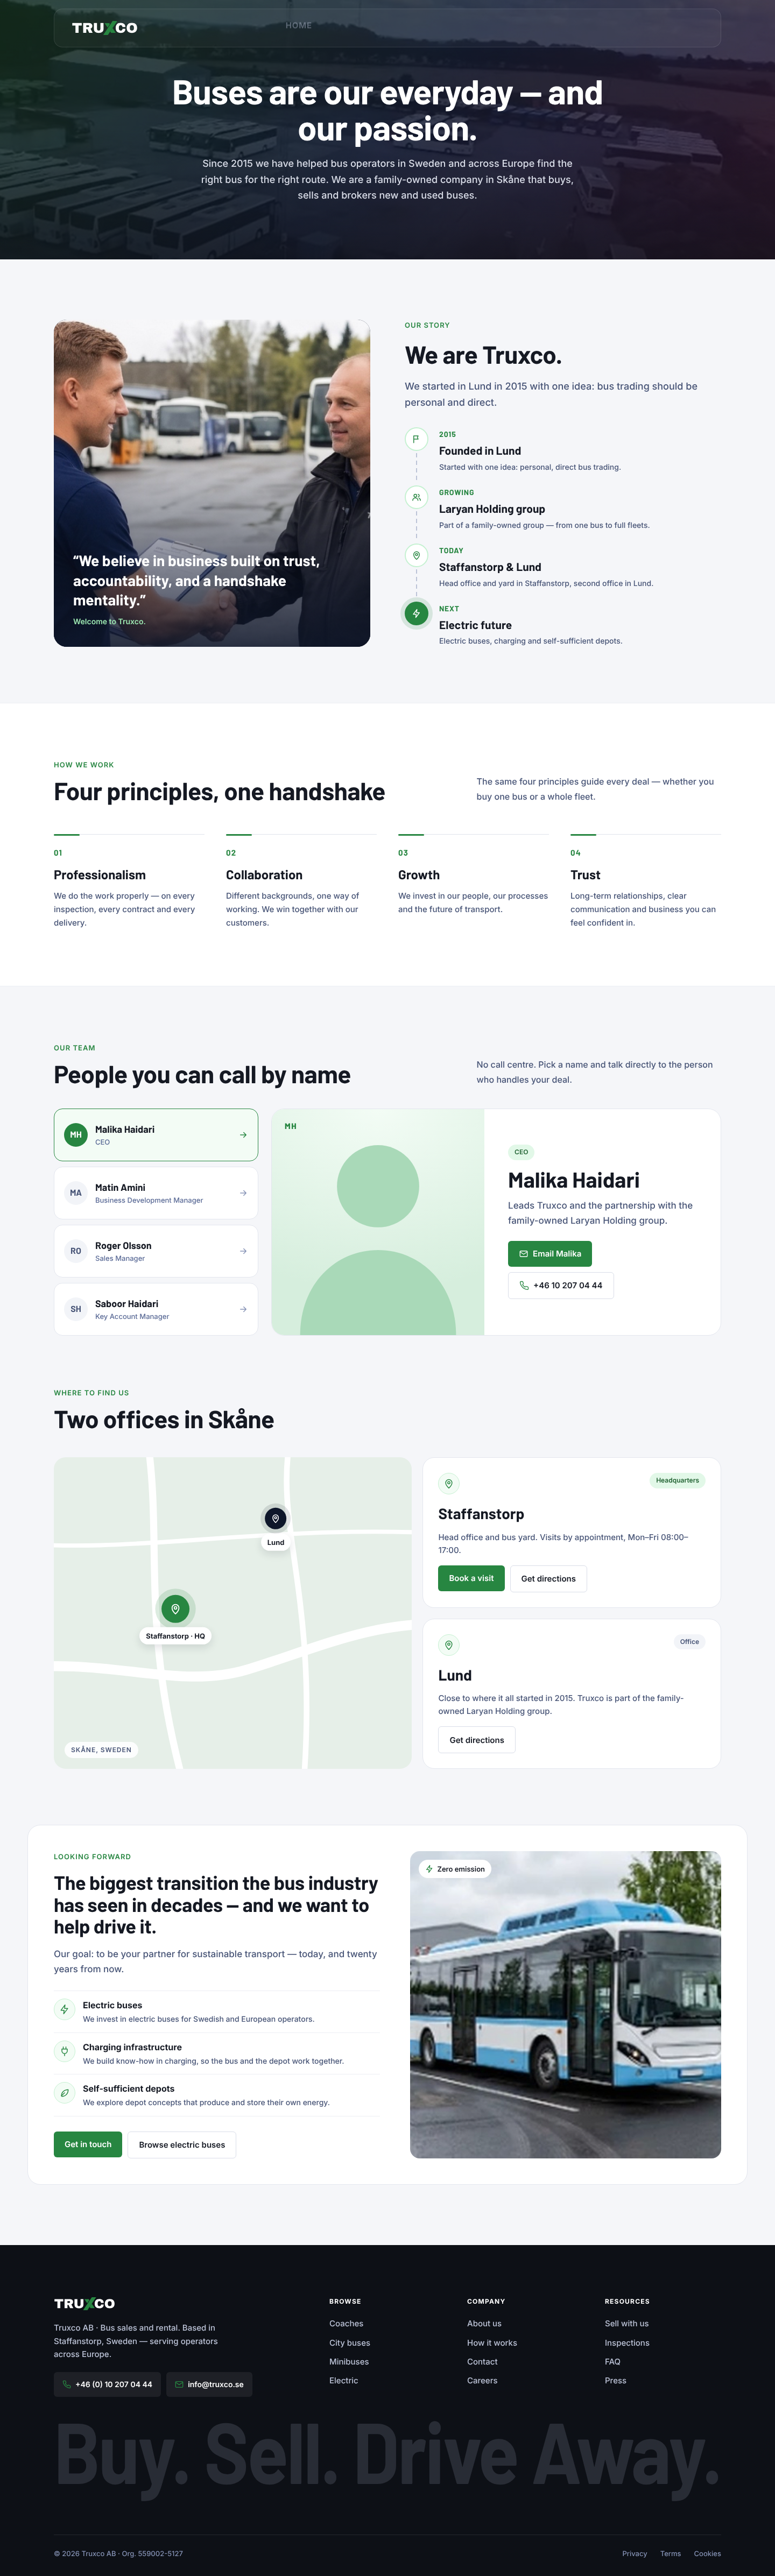 TRUXCO
HOME
Buses are our everyday — and
our passion.
Since 2015 we have helped bus operators in Sweden and across Europe find the
right bus for the right route. We are a family-owned company in Skåne that buys,
sells and brokers new and used buses.
“We believe in business built on trust,
accountability, and a handshake
mentality.”
Welcome to Truxco.
OUR STORY
We are Truxco.
We started in Lund in 2015 with one idea: bus trading should be
personal and direct.
2015
Founded in Lund
Started with one idea: personal, direct bus trading.
GROWING
Laryan Holding group
Part of a family-owned group — from one bus to full fleets.
TODAY
Staffanstorp & Lund
Head office and yard in Staffanstorp, second office in Lund.
NEXT
Electric future
Electric buses, charging and self-sufficient depots.
HOW WE WORK
Four principles, one handshake
The same four principles guide every deal — whether you
buy one bus or a whole fleet.
01
Professionalism
We do the work properly — on every
inspection, every contract and every
delivery.
02
Collaboration
Different backgrounds, one way of
working. We win together with our
customers.
03
Growth
We invest in our people, our processes
and the future of transport.
04
Trust
Long-term relationships, clear
communication and business you can
feel confident in.
OUR TEAM
People you can call by name
No call centre. Pick a name and talk directly to the person
who handles your deal.
MH
Malika Haidari
CEO
MA
Matin Amini
Business Development Manager
RO
Roger Olsson
Sales Manager
SH
Saboor Haidari
Key Account Manager
MH
CEO
Malika Haidari
Leads Truxco and the partnership with the
family-owned Laryan Holding group.
Email Malika
+46 10 207 04 44
WHERE TO FIND US
Two offices in Skåne
Lund
Staffanstorp · HQ
SKÅNE, SWEDEN
Headquarters
Staffanstorp
Head office and bus yard. Visits by appointment, Mon–Fri 08:00–
17:00.
Book a visit
Get directions
Office
Lund
Close to where it all started in 2015. Truxco is part of the family-
owned Laryan Holding group.
Get directions
LOOKING FORWARD
The biggest transition the bus industry
has seen in decades — and we want to
help drive it.
Our goal: to be your partner for sustainable transport — today, and twenty
years from now.
Electric buses
We invest in electric buses for Swedish and European operators.
Charging infrastructure
We build know-how in charging, so the bus and the depot work together.
Self-sufficient depots
We explore depot concepts that produce and store their own energy.
Get in touch
Browse electric buses
Zero emission
TRUXCO
Truxco AB · Bus sales and rental. Based in
Staffanstorp, Sweden — serving operators
across Europe.
+46 (0) 10 207 04 44
info@truxco.se
BROWSE
Coaches
City buses
Minibuses
Electric
COMPANY
About us
How it works
Contact
Careers
RESOURCES
Sell with us
Inspections
FAQ
Press
Buy. Sell. Drive Away.
© 2026 Truxco AB · Org. 559002-5127
Privacy
Terms
Cookies